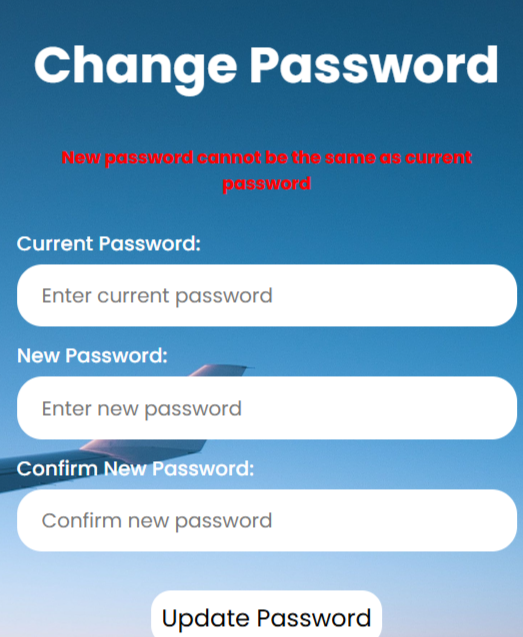 Change Password
New password cannot be the same as current
password
Current Password:
Enter current password
New Password:
Enter new password
Confirm New Password:
Confirm new password
Update Password